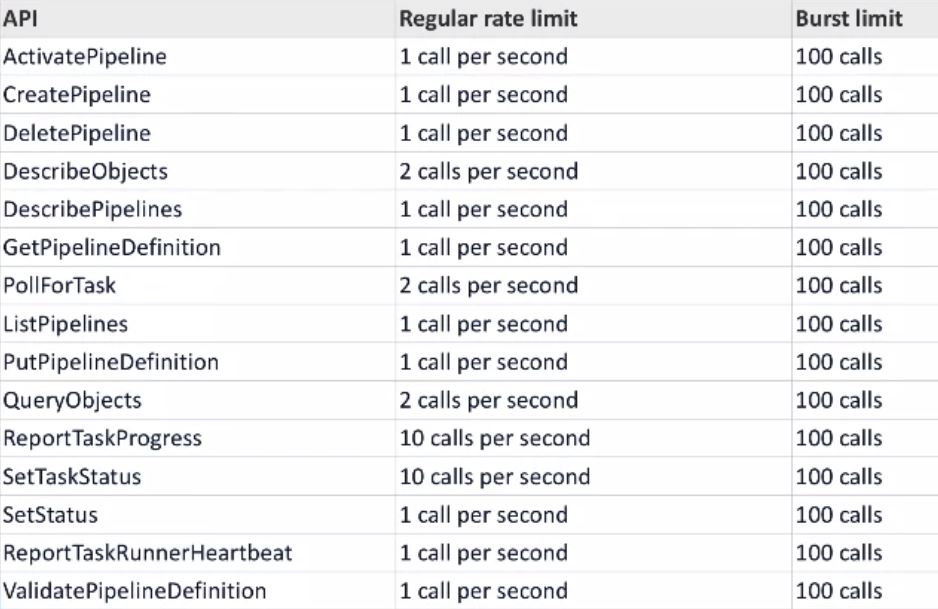 API Regular rate limit Burst limit
ActivatePipeline 1 call per second 100 calls
CreatePipeline 1 call per second 100 calls
DeletePipeline 1 call per second 100 calls
DescribeObjects 2 calls per second 100 calls
DescribePipelines 1 call per second 100 calls
GetPipelineDefinition 1 call per second 100 calls
PollForTask 2 calls per second 100 calls
ListPipelines 1 call per second 100 calls
PutPipelineDefinition 1 call per second 100 calls
QueryObjects 2 calls per second 100 calls
ReportTaskProgress 10 calls per second 100 calls
SetTaskStatus 10 calls per second 100 calls
SetStatus 1 call per second 100 calls
ReportTaskRunnerHeartbeat 1 call per second 100 calls
ValidatePipelineDefinition 1 call per second 100 calls